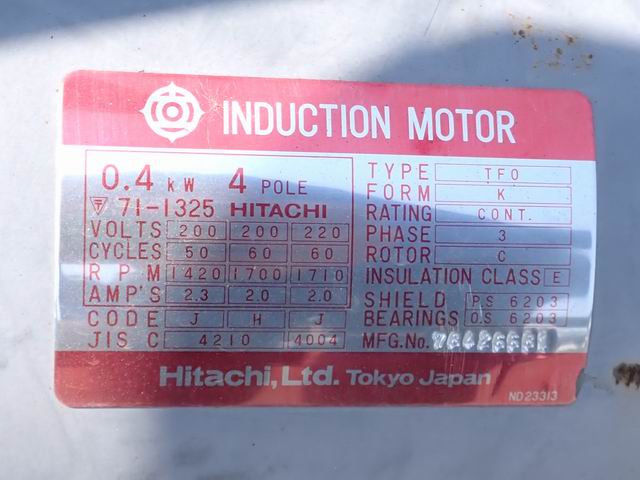 INDUCTION MOTOR
0.4 kW 4 POLE
71-1325 HITACHI
VOLTS 200 200 220
CYCLES 50 60 60
RPM 1420 1700 1710
AMP'S 2.3 2.0 2.0
CODE J H J
JIS C 4210 4004
TYPE TFO
FORM K
RATING CONT.
PHASE 3
ROTOR C
INSULATION CLASS E
SHIELD PS 6203
BEARINGS OS 6203
MFG.No.
Hitachi, Ltd. Tokyo Japan
ND23313